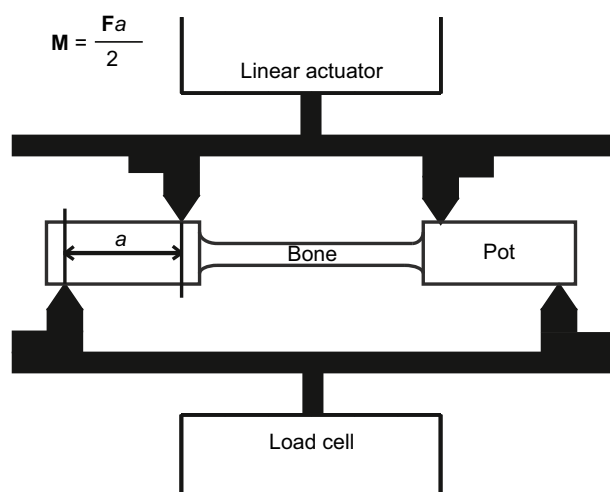 M = Fa
2
Linear actuator
a
Bone
Pot
Load cell